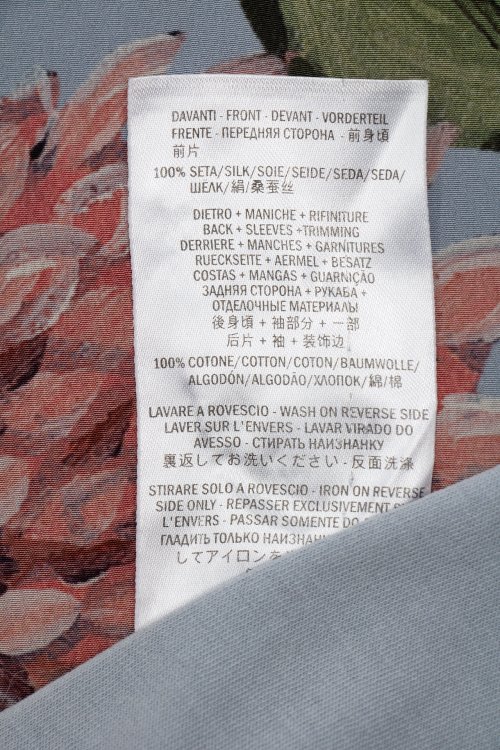 DAVANTI - FRONT - DEVANT - VORDERTEIL
FRENTE - ПЕРЕДНЯЯ СТОРОНА - 前身頃
前片
100% SETA/SILK/SOIE/SEIDE/SEDA/SEDA/
ШЕЛК/絹/桑蚕丝
DIETRO + MANICHE + RIFINITURE
BACK + SLEEVES +TRIMMING
DERRIERE + MANCHES + GARNITURES
RUECKSEITE + AERMEL + BESATZ
COSTAS + MANGAS + GUARNIÇAO
ЗАДНЯЯ СТОРОНА + РУКАВА +
ОТДЕЛОЧНЫЕ МАТЕРИАЛЫ
後身頃 + 袖部分 + 一部
后片 + 袖 + 装饰边
100% COTONE/COTTON/COTON/BAUMWOLLE/
ALGODÓN/ALGODÃO/ХЛОПОК/綿/棉
LAVARE A ROVESCIO - WASH ON REVERSE SIDE
LAVER SUR L'ENVERS - LAVAR VIRADO DO
AVESSO - СТИРАТЬ НАИЗНАНКУ
裏返してお洗いください - 反面洗涤
STIRARE SOLO A ROVESCIO - IRON ON REVERSE
SIDE ONLY - REPASSER EXCLUSIVEMENT
L'ENVERS - PASSAR SOMENTE DO
ГЛАДИТЬ ТОЛЬКО
してアイロンを